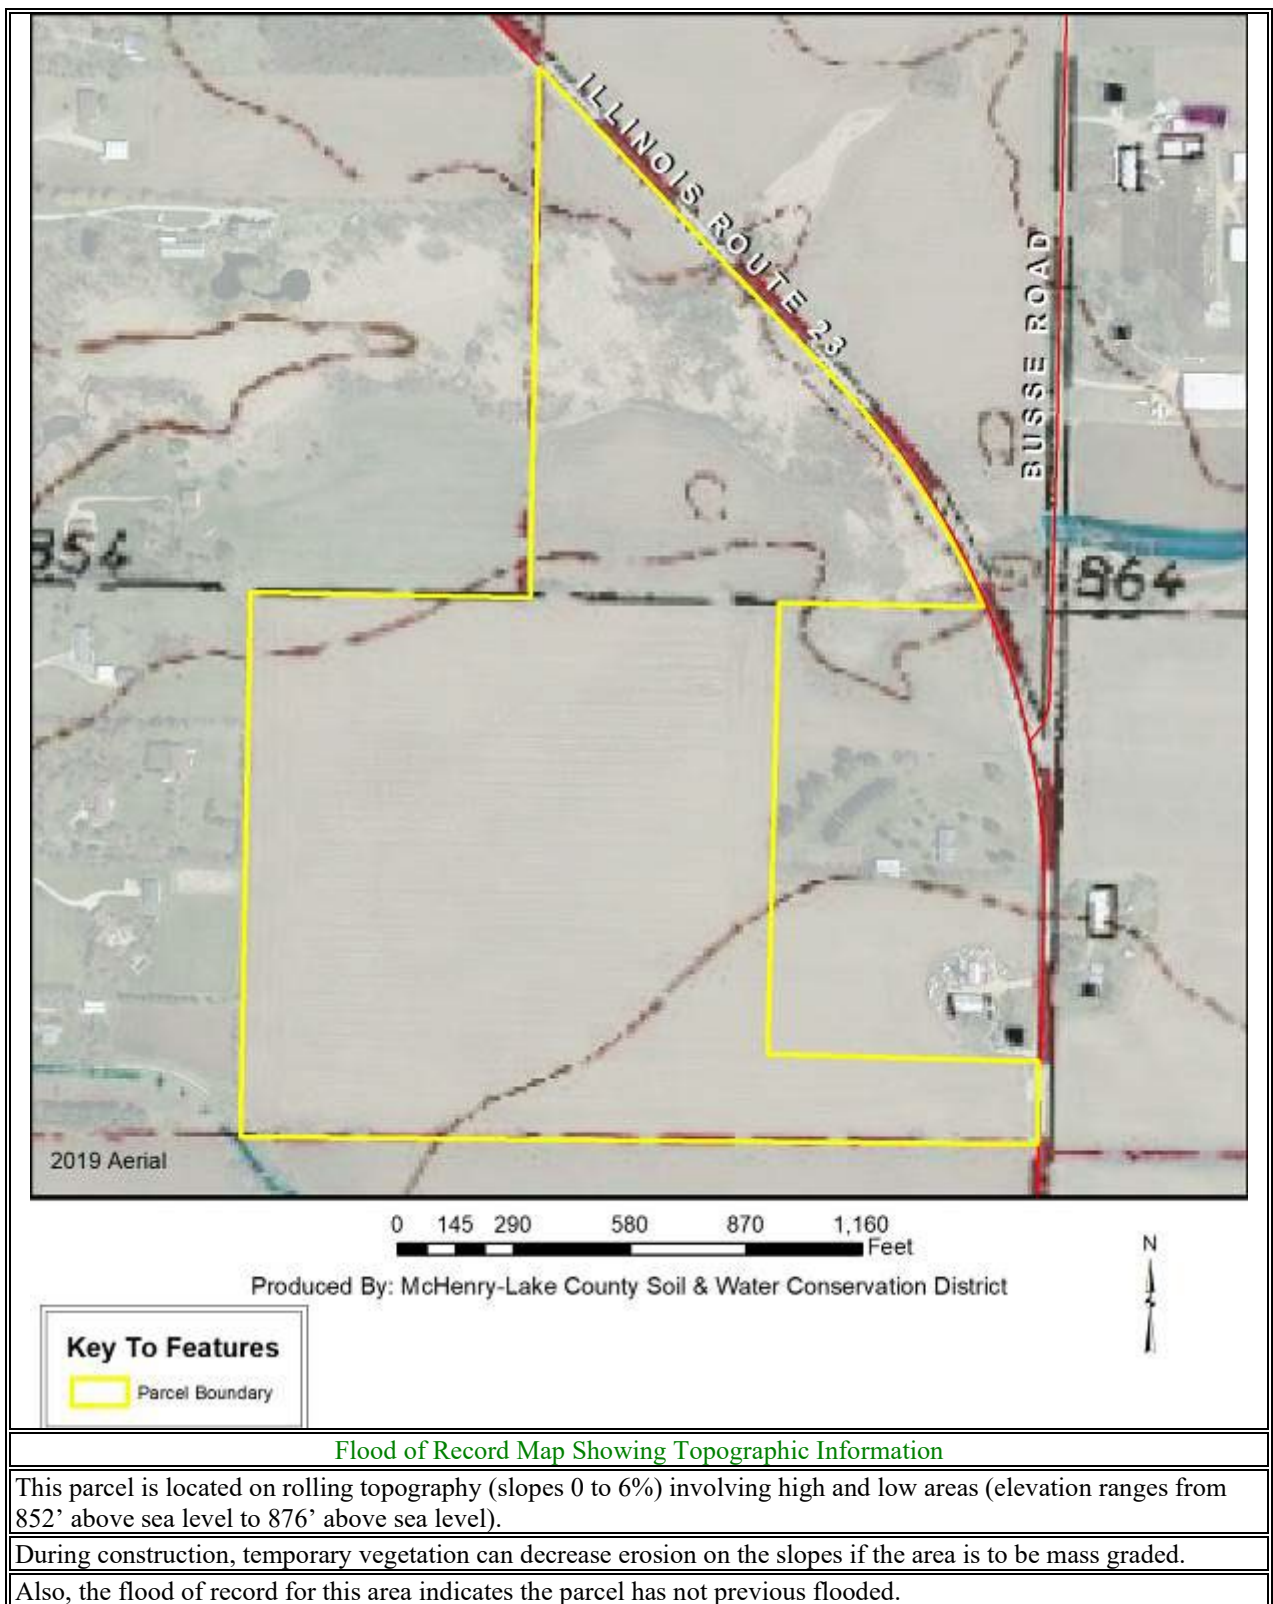 ILLINOIS ROUTE 23
BUSSE ROAD
854
864
2019 Aerial
0 145 290 580 870 1,160
Feet
N
Produced By: McHenry-Lake County Soil & Water Conservation District
Key To Features
Parcel Boundary
Flood of Record Map Showing Topographic Information
This parcel is located on rolling topography (slopes 0 to 6%) involving high and low areas (elevation ranges from
852’ above sea level to 876’ above sea level).
During construction, temporary vegetation can decrease erosion on the slopes if the area is to be mass graded.
Also, the flood of record for this area indicates the parcel has not previous flooded.